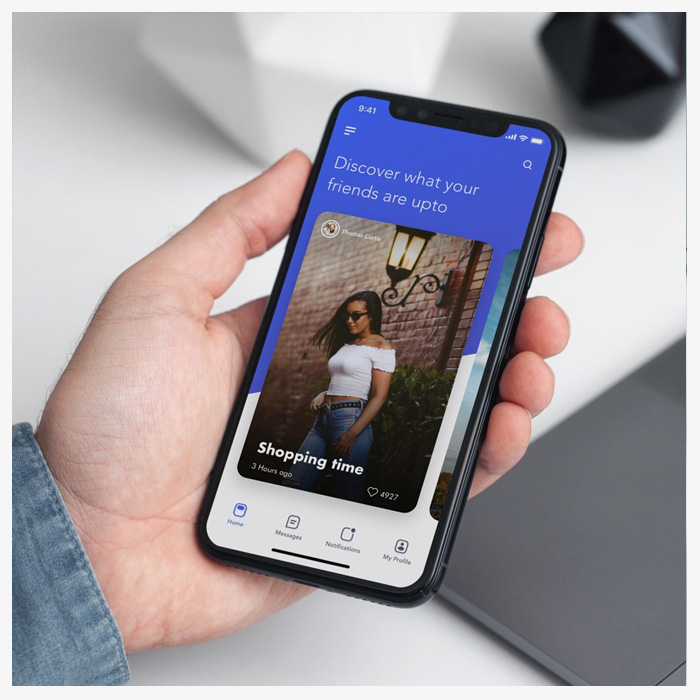 9:41
Discover what your
friends are upto
Thomas Curtis
Shopping time
3 Hours ago
4927
Home
Messages
Notifications
My Profile